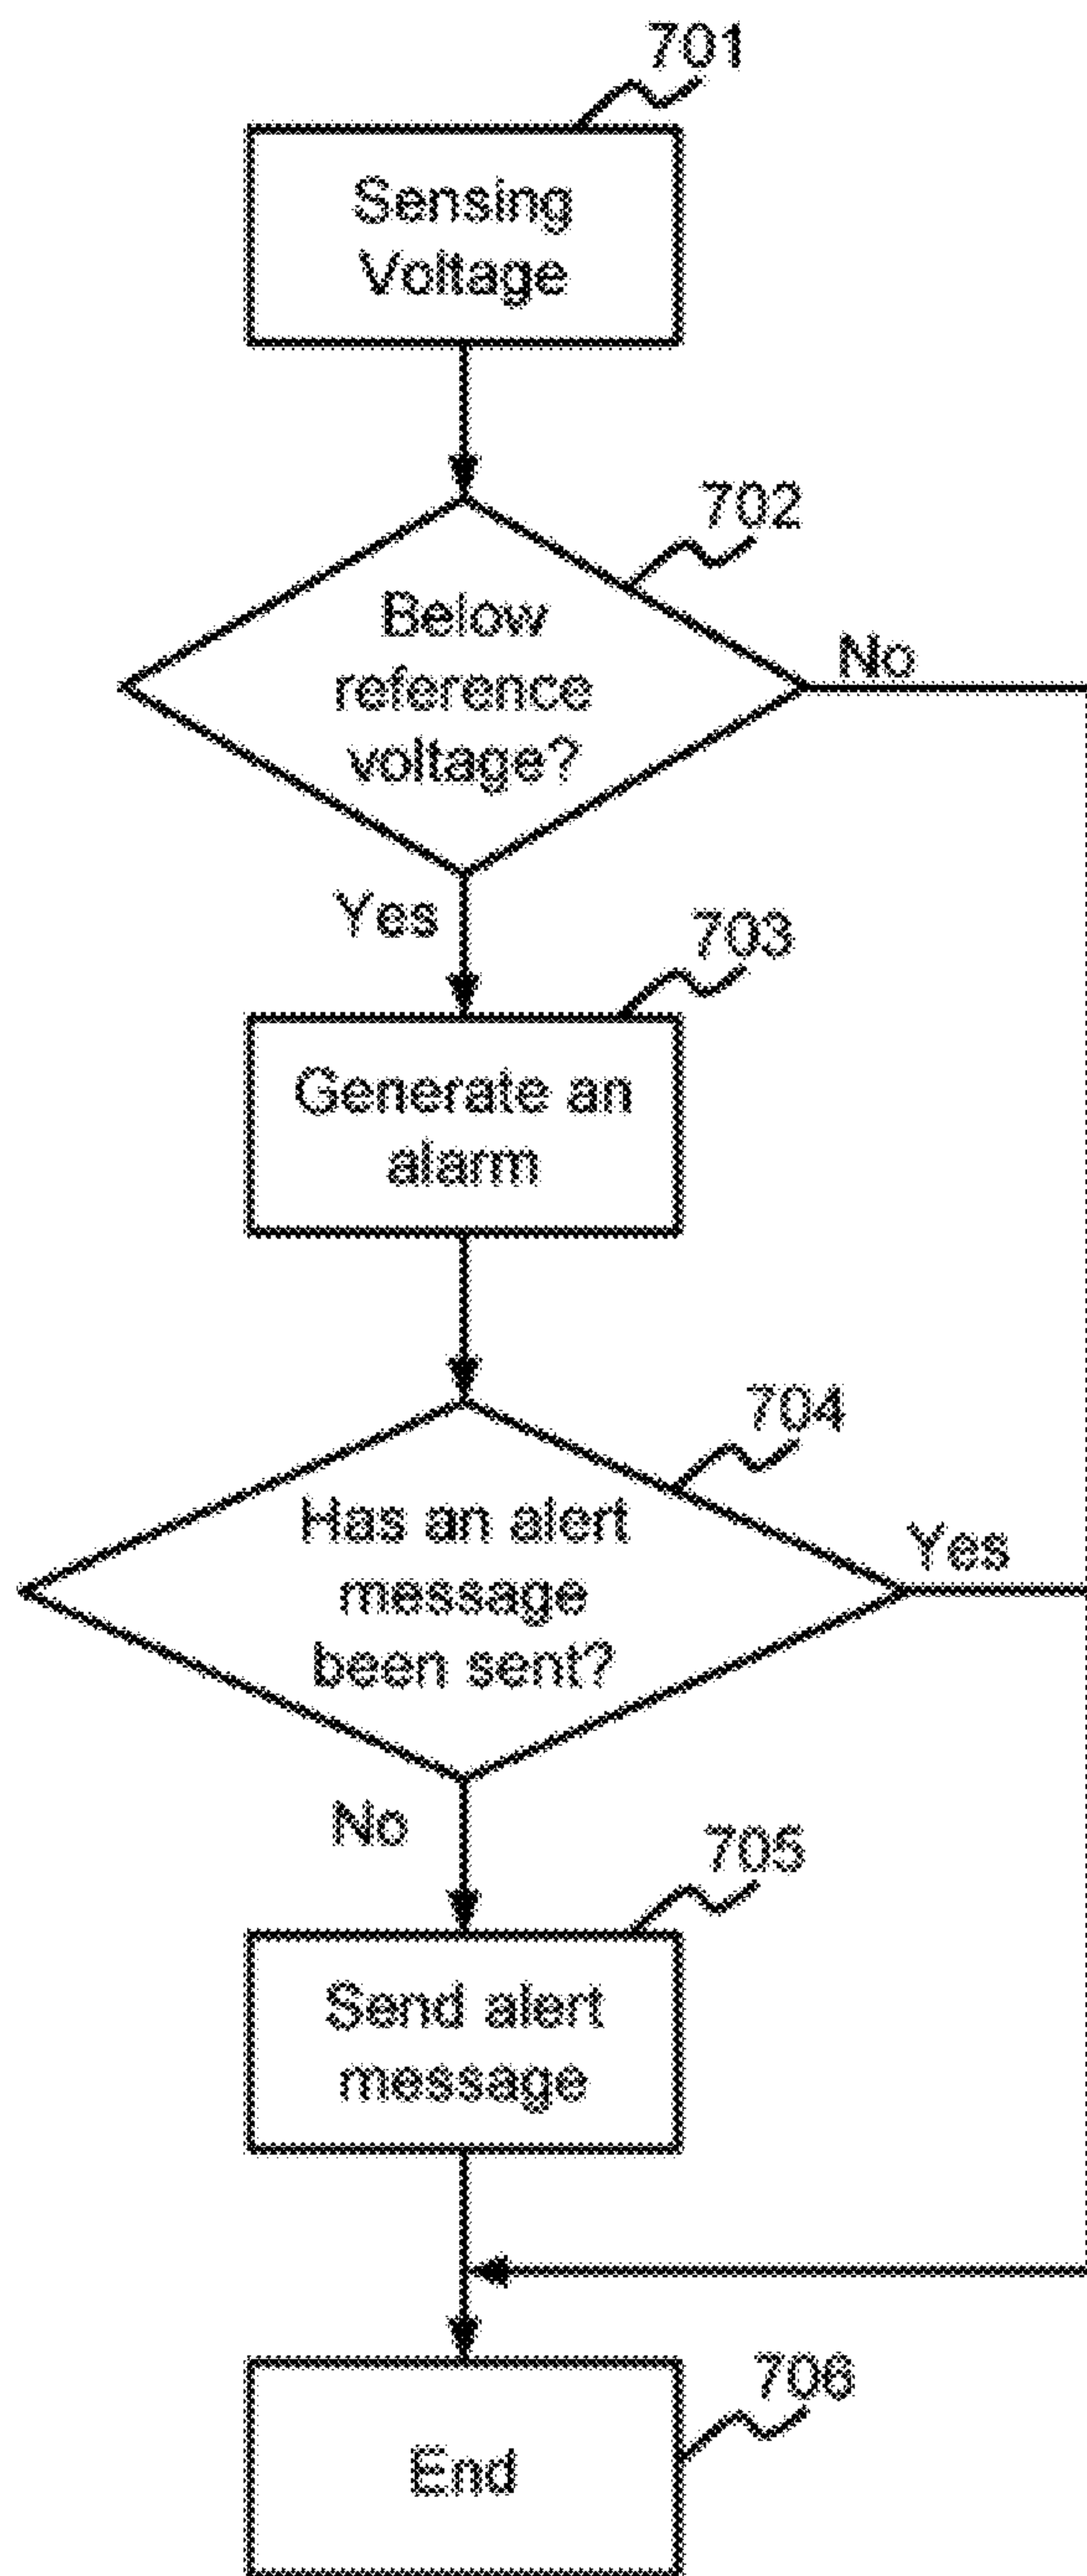 701
Sensing
Voltage
702
Below
reference
voltage?
No
Yes
703
Generate an
alarm
704
Has an alert
message
been sent?
Yes
No
705
Send alert
message
706
End